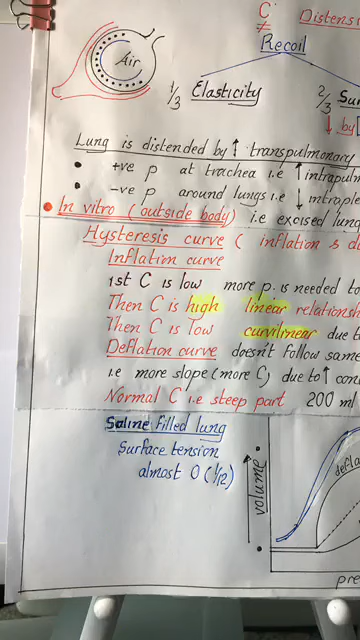 C Distens
≠
Recoil
Air
1/3 Elasticity
2/3 Su
↓ by
Lung is distended by ↑ transpulmonary
• +ve p at trachea i.e ↑ intrapulm
• -ve p around lungs i.e ↓ intraple
• In vitro (outside body) i.e excised lung
Hysteresis curve ( inflation & d
Inflation curve
1st C is low more p. is needed to
Then C is high linear relationsh
Then C is low curvilinear due to
Deflation curve doesn't follow same
i.e more slope (more C) due to ↑ con
Normal C i.e steep part 200 ml
Saline filled lung
Surface tension
almost 0 (1/12)
volume
defla
pre